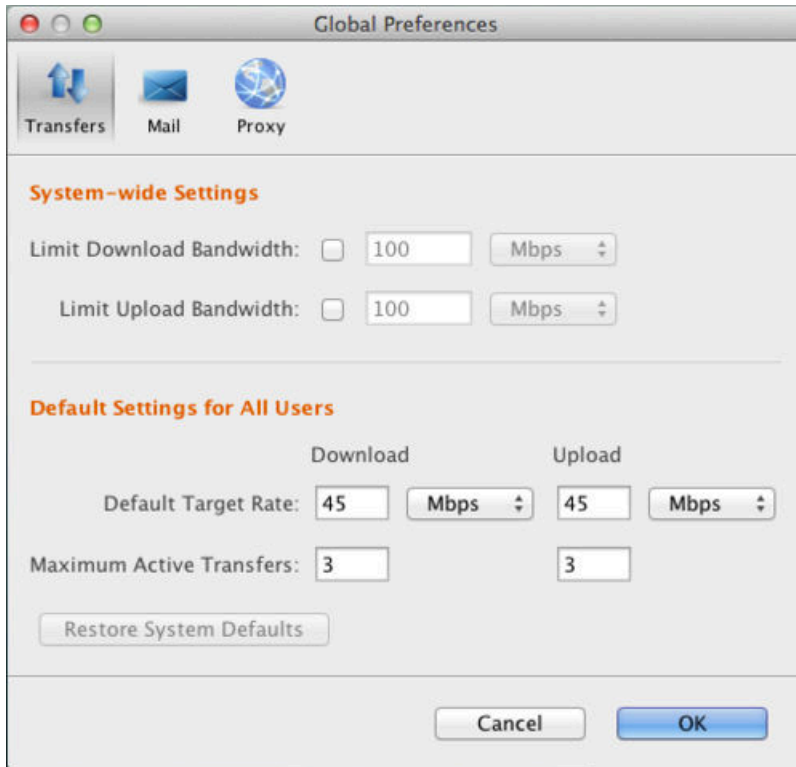 Global Preferences
Transfers Mail Proxy
System-wide Settings
Limit Download Bandwidth: 100 Mbps
Limit Upload Bandwidth: 100 Mbps
Default Settings for All Users
Download Upload
Default Target Rate: 45 Mbps 45 Mbps
Maximum Active Transfers: 3 3
Restore System Defaults
Cancel OK